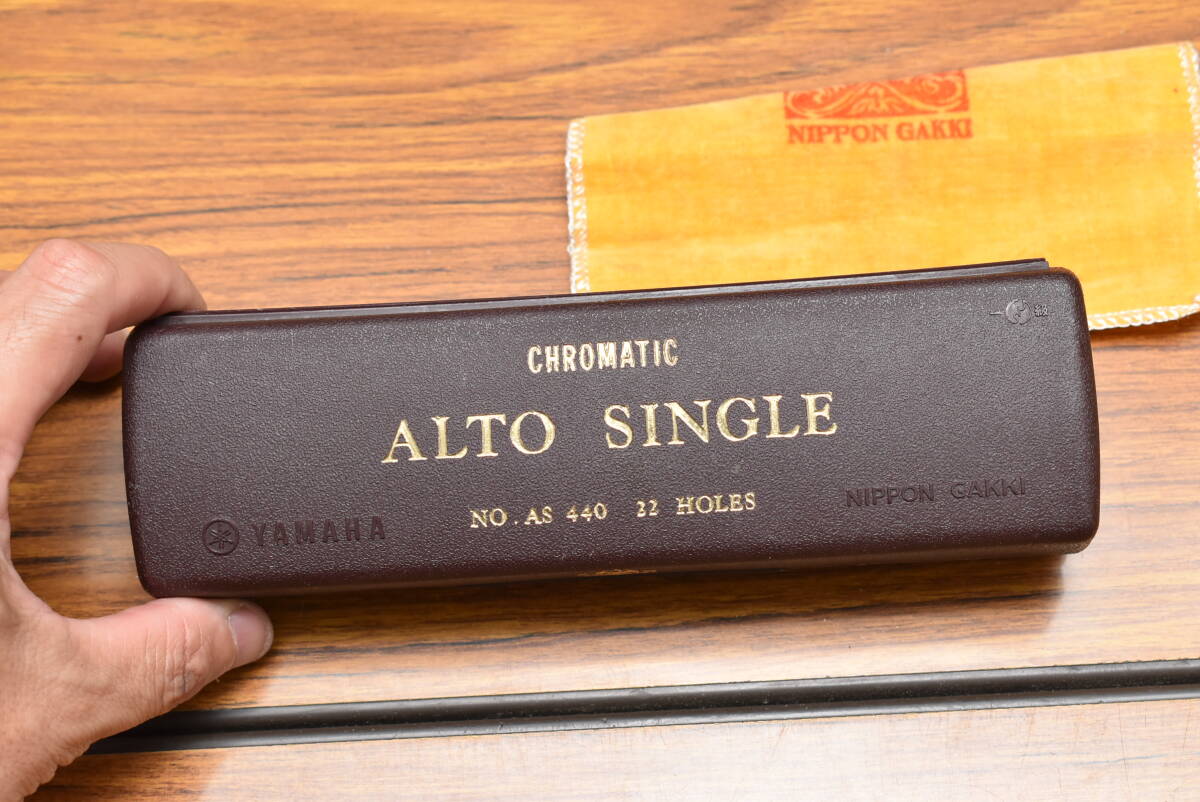 NIPPON GAKKI
CHROMATIC
ALTO SINGLE
NO. AS 440 22 HOLES
NIPPON GAKKI
YAMAHA